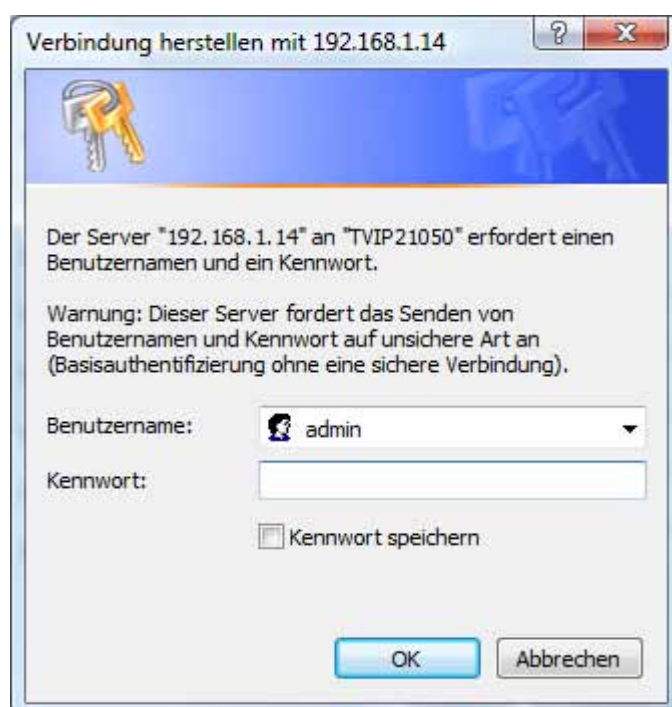 Verbindung herstellen mit 192.168.1.14
Der Server "192.168.1.14" an "TVIP21050" erfordert einen
Benutzernamen und ein Kennwort.
Warnung: Dieser Server fordert das Senden von
Benutzernamen und Kennwort auf unsichere Art an
(Basisauthentifizierung ohne eine sichere Verbindung).
Benutzername: admin
Kennwort:
Kennwort speichern
OK Abbrechen